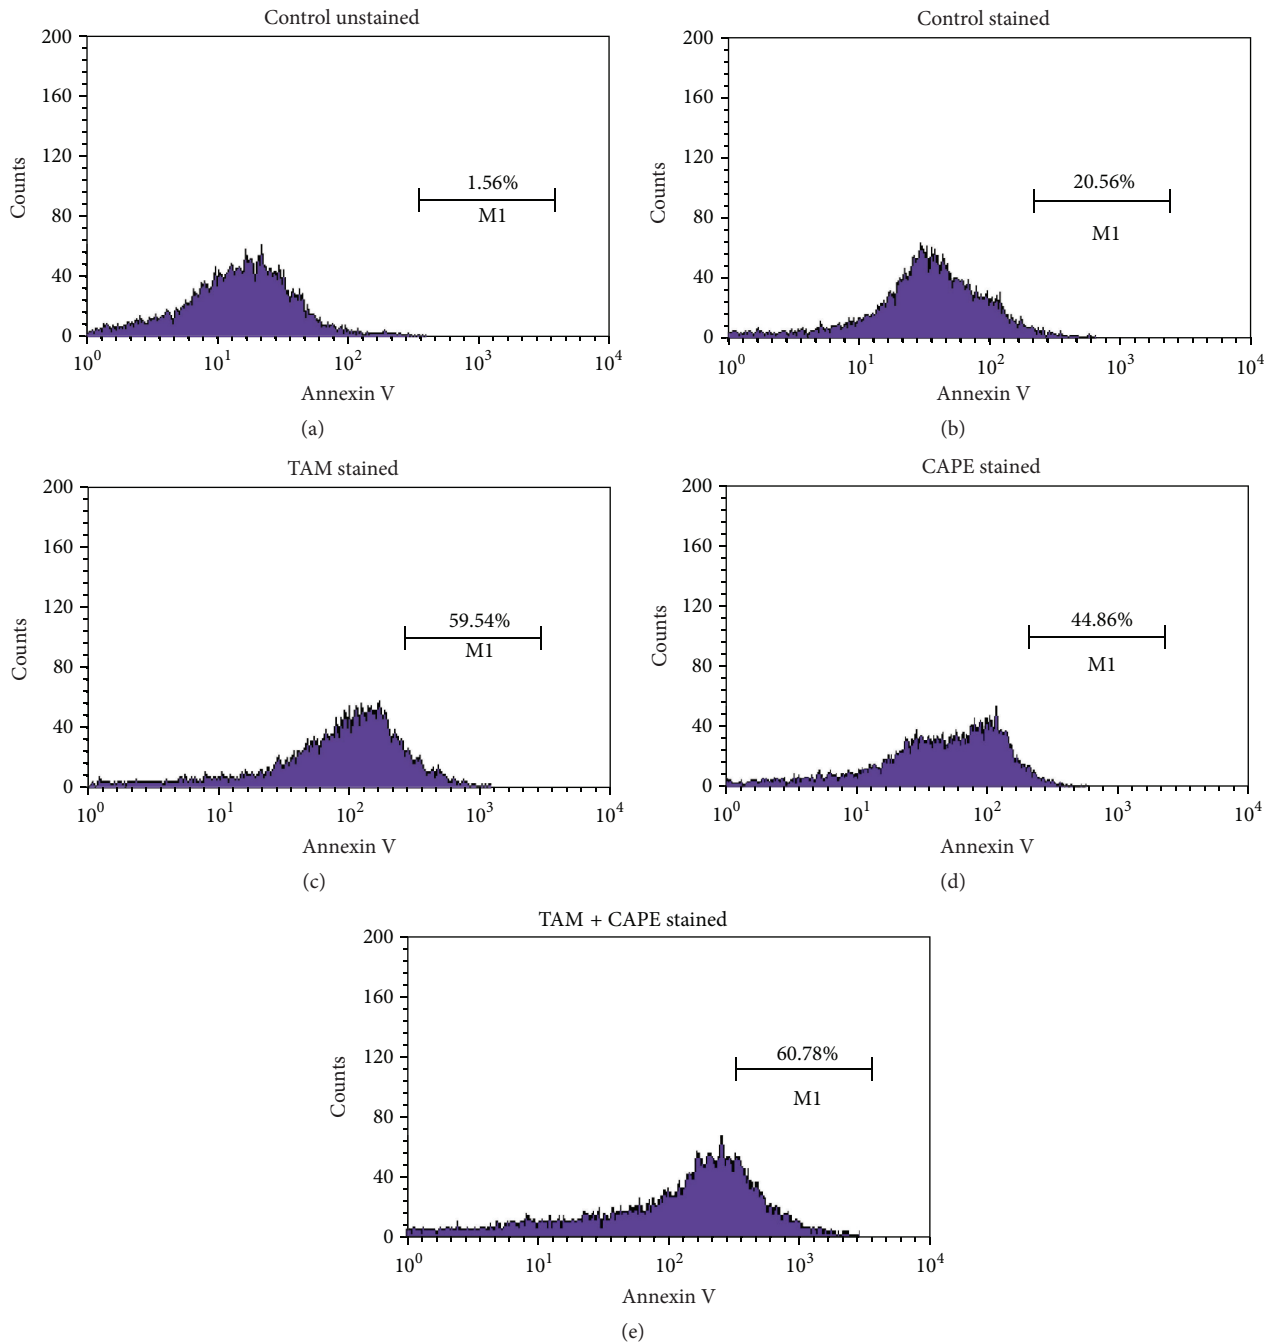 Control unstained
200
160
120
80
40
0
Counts
1.56%
M1
10^0 10^1 10^2 10^3 10^4
Annexin V
(a)
Control stained
200
160
120
80
40
0
Counts
20.56%
M1
10^0 10^1 10^2 10^3 10^4
Annexin V
(b)
TAM stained
200
160
120
80
40
0
Counts
59.54%
M1
10^0 10^1 10^2 10^3 10^4
Annexin V
(c)
CAPE stained
200
160
120
80
40
0
Counts
44.86%
M1
10^0 10^1 10^2 10^3 10^4
Annexin V
(d)
TAM + CAPE stained
200
160
120
80
40
0
Counts
60.78%
M1
10^0 10^1 10^2 10^3 10^4
Annexin V
(e)